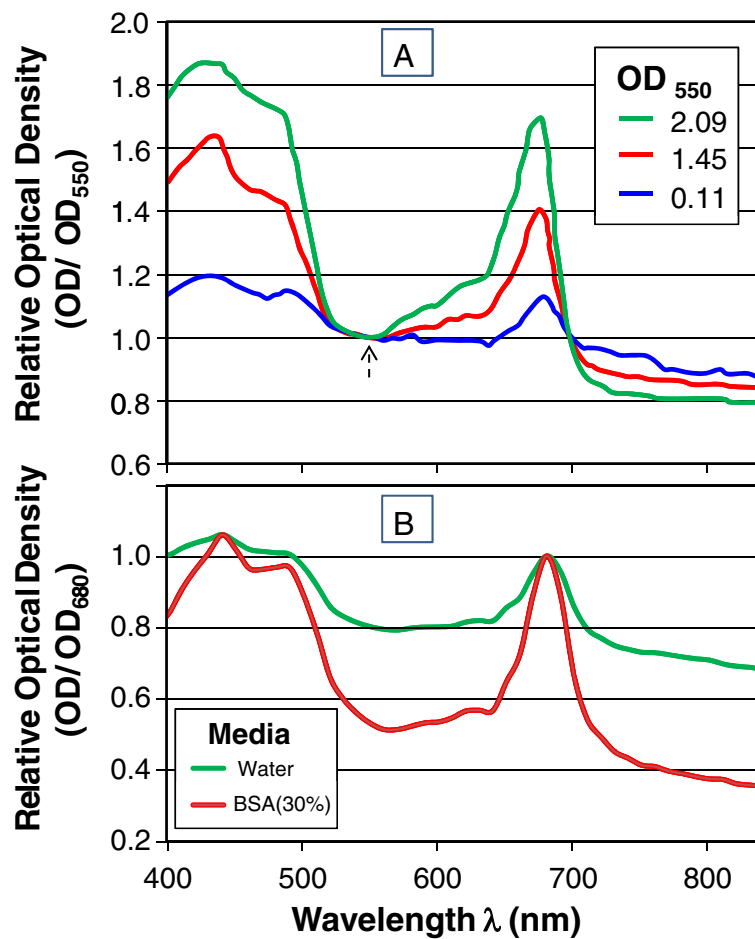 A
OD 550
2.09
1.45
0.11
Relative Optical Density
(OD/ OD550)
2.0
1.8
1.6
1.4
1.2
1.0
0.8
0.6
B
Relative Optical Density
(OD/ OD680)
1.0
0.8
0.6
0.4
0.2
Media
Water
BSA(30%)
400
500
600
700
800
Wavelength λ (nm)